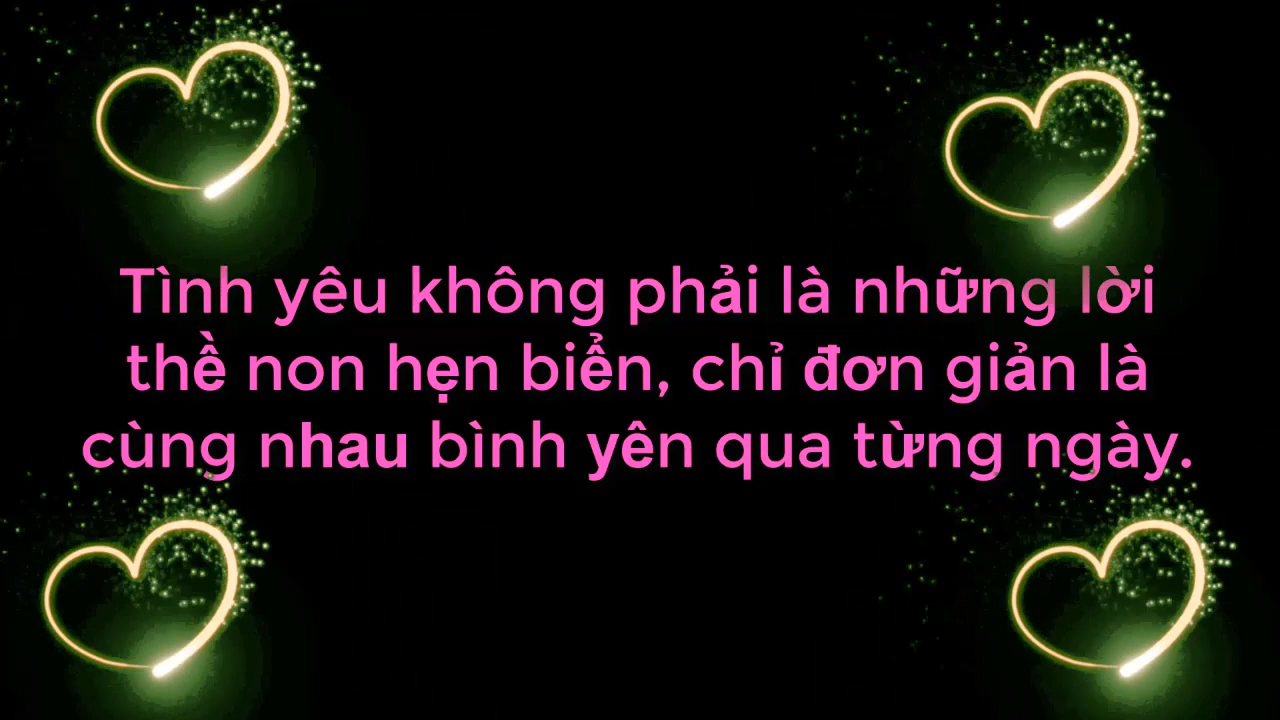 Tình yêu không phải là những lời
thề non hẹn biển, chỉ đơn giản là
cùng nhau bình yên qua từng ngày.